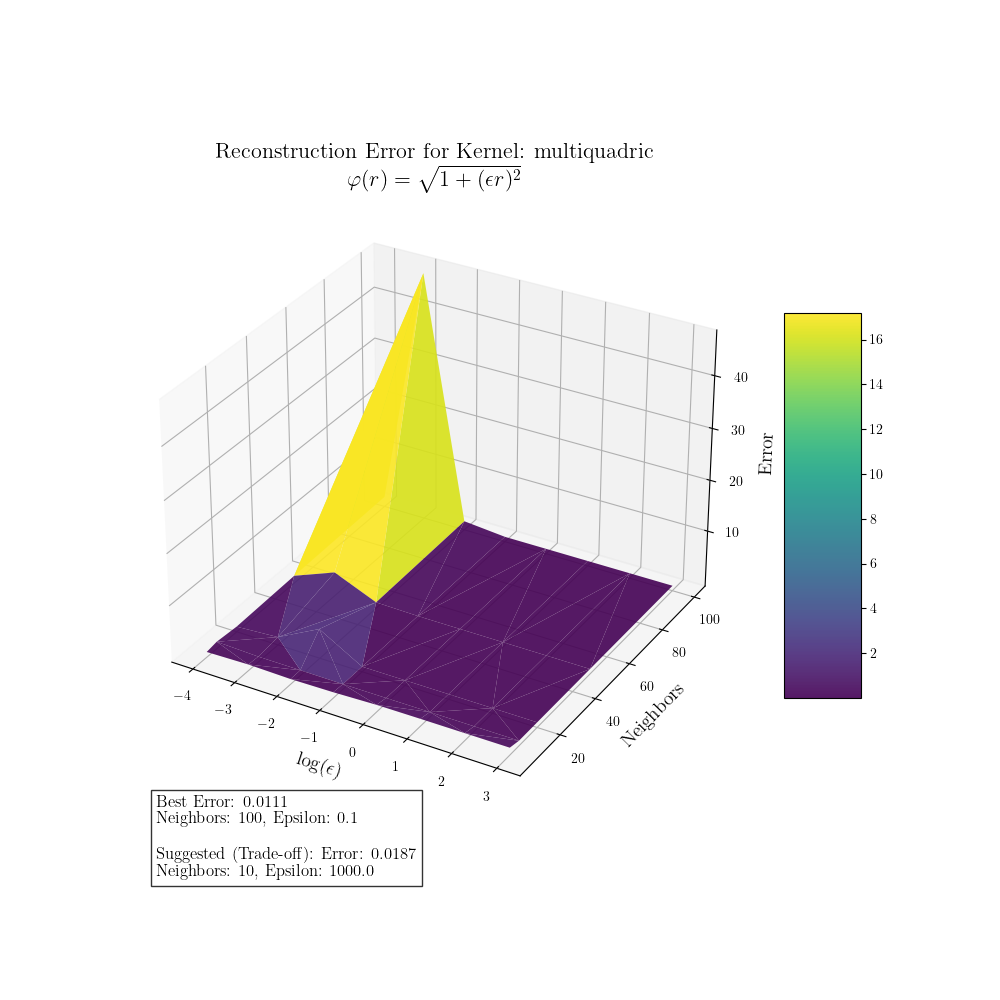 Reconstruction Error for Kernel: multiquadric
φ(r) = √1 + (ϵr)²
40
30
20
10
Error
16
14
12
10
8
6
4
2
100
80
60
40
20
Neighbors
−4
−3
−2
−1
0
1
2
3
log(ϵ)
Best Error: 0.0111
Neighbors: 100, Epsilon: 0.1
Suggested (Trade-off): Error: 0.0187
Neighbors: 10, Epsilon: 1000.0